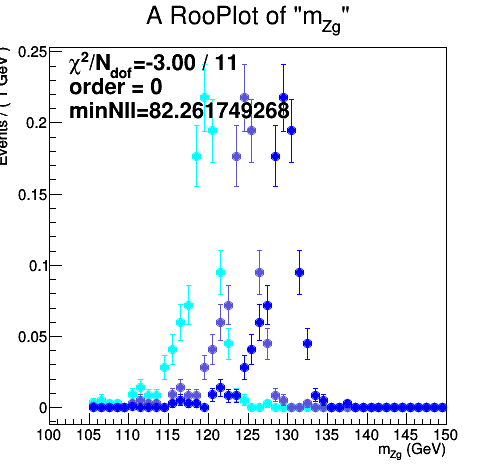 A RooPlot of "mZg"
χ²/Ndof=-3.00 / 11
order = 0
minNll=82.261749268
Events / ( 1 GeV )
0.25
0.2
0.15
0.1
0.05
0
100 105 110 115 120 125 130 135 140 145 150
mZg (GeV)